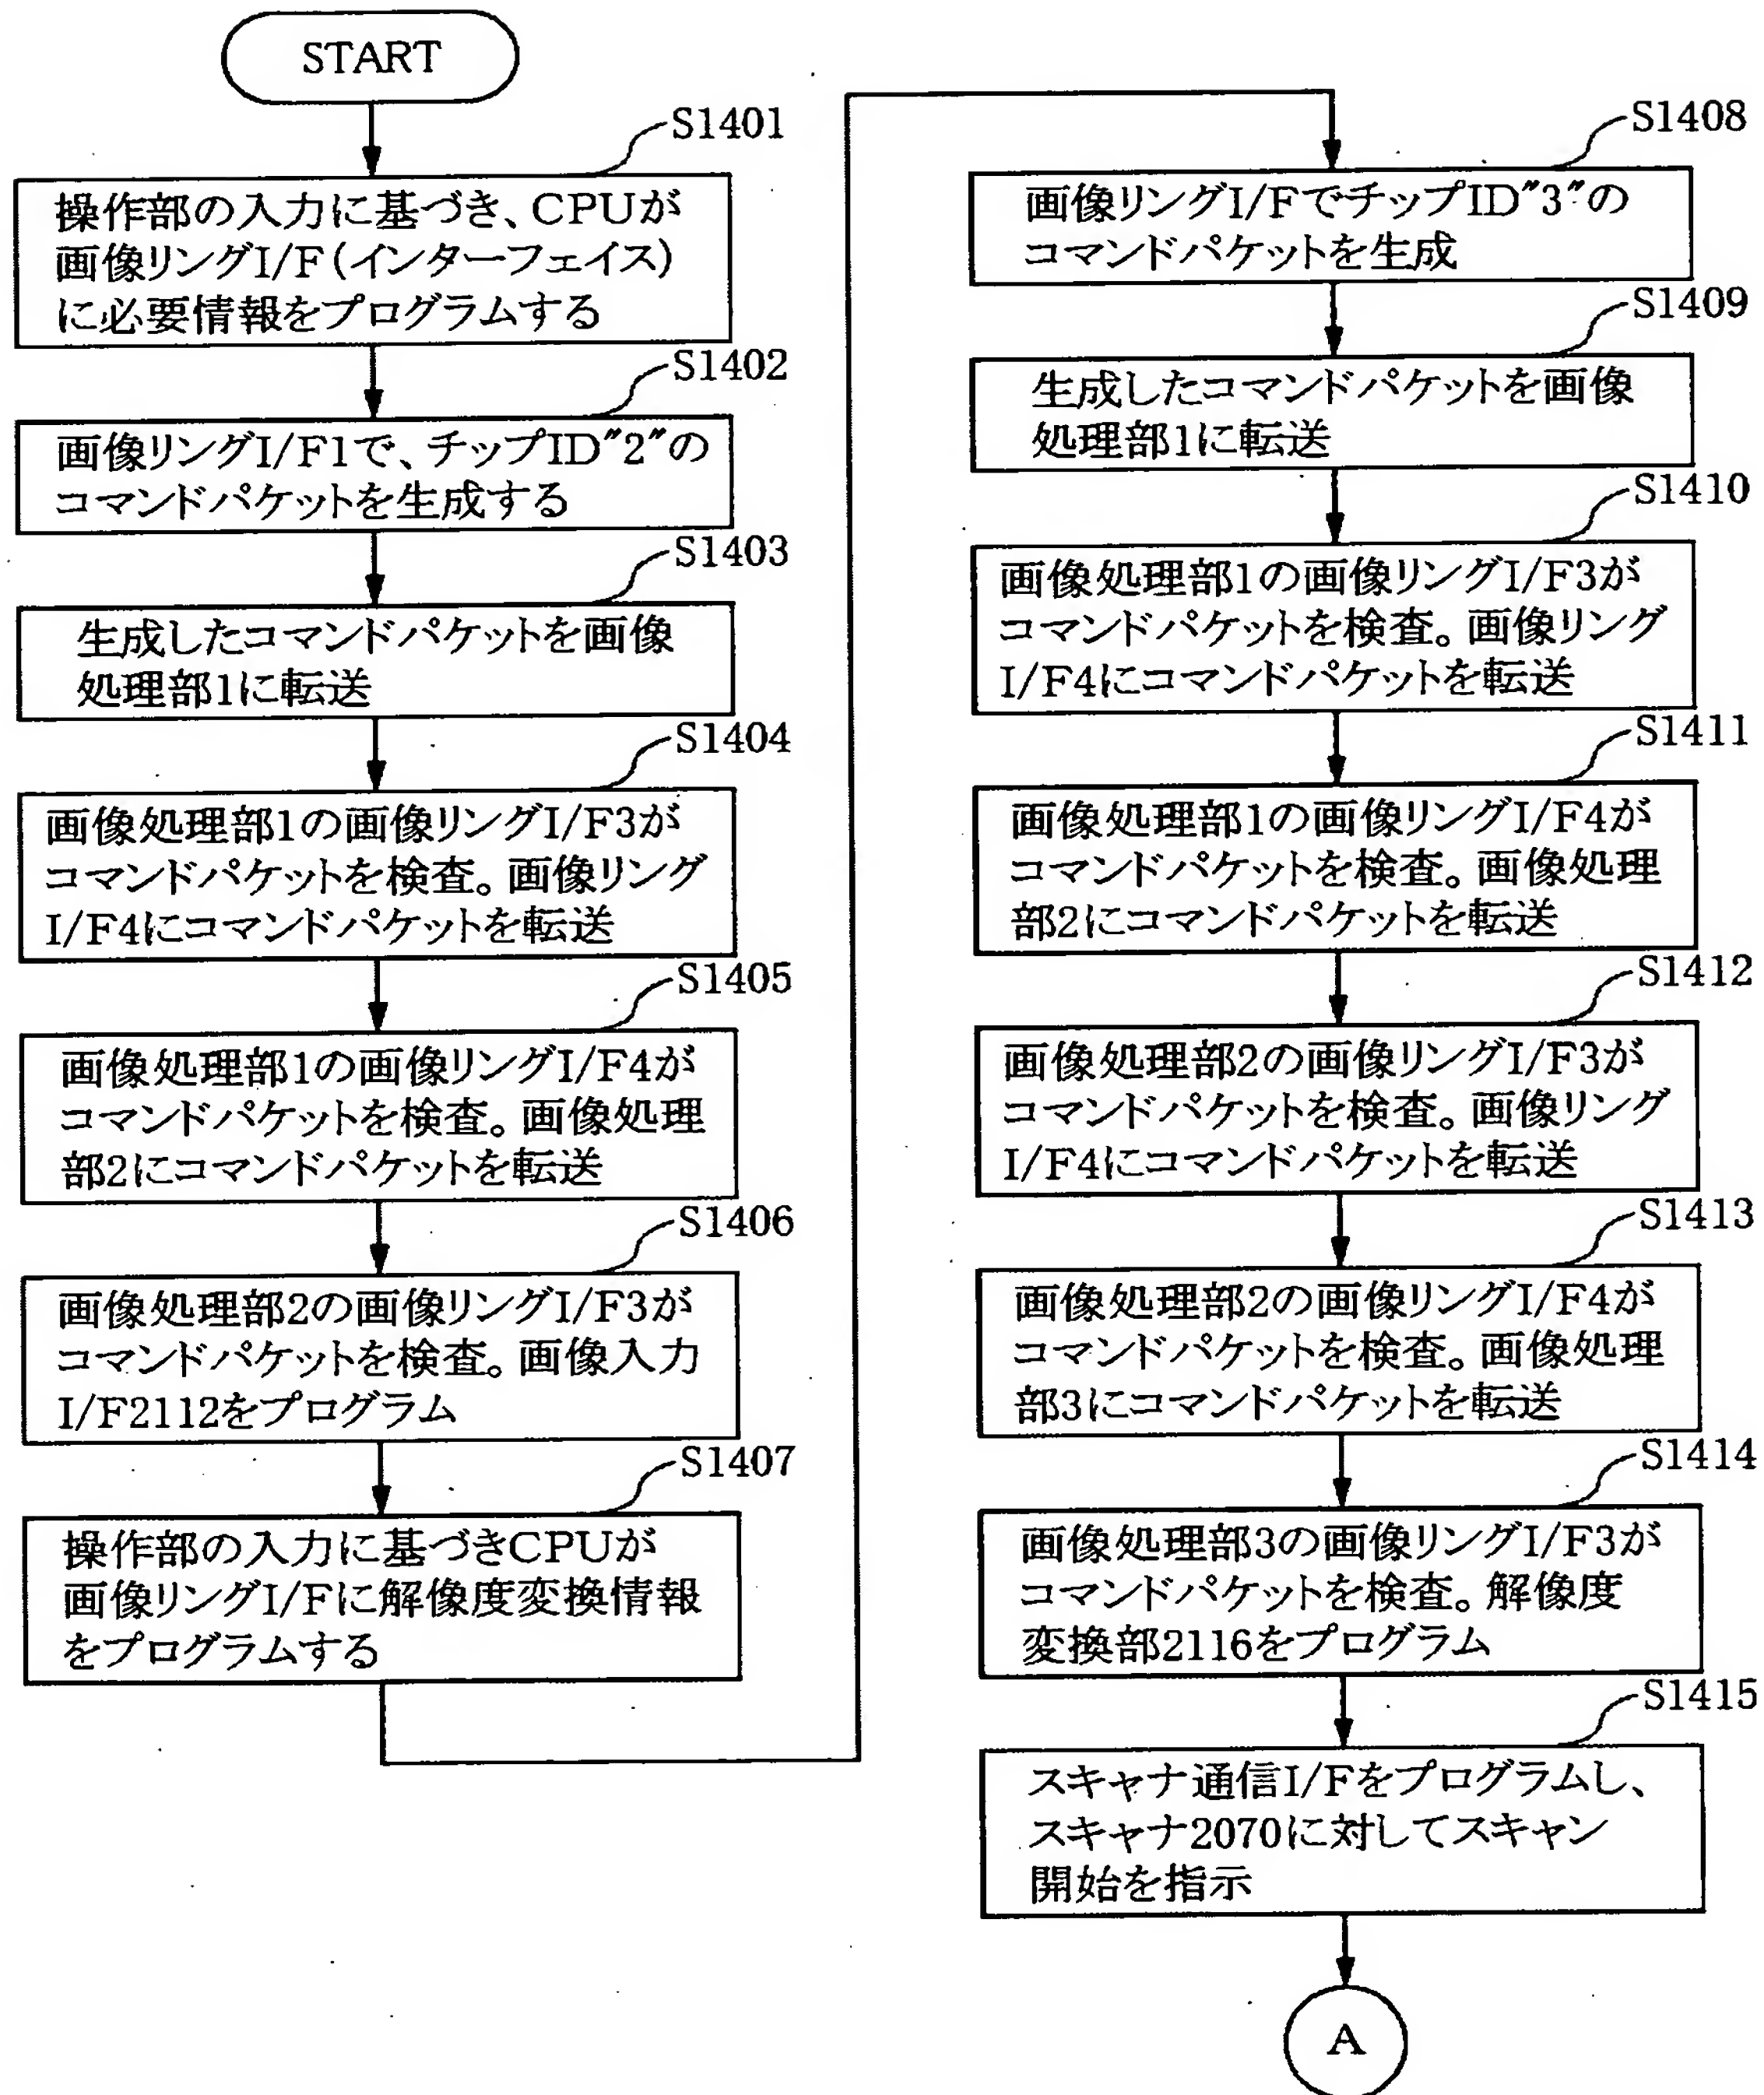 START
S1401
操作部の入力に基づき、CPUが
画像リングI/F(インターフェイス)
に必要情報をプログラムする
S1402
画像リングI/F1で、チップID"2"の
コマンドパケットを生成する
S1403
生成したコマンドパケットを画像
処理部1に転送
S1404
画像処理部1の画像リングI/F3が
コマンドパケットを検査。画像リング
I/F4にコマンドパケットを転送
S1405
画像処理部1の画像リングI/F4が
コマンドパケットを検査。画像処理
部2にコマンドパケットを転送
S1406
画像処理部2の画像リングI/F3が
コマンドパケットを検査。画像入力
I/F2112をプログラム
S1407
操作部の入力に基づきCPUが
画像リングI/Fに解像度変換情報
をプログラムする
S1408
画像リングI/FでチップID"3"の
コマンドパケットを生成
S1409
生成したコマンドパケットを画像
処理部1に転送
S1410
画像処理部1の画像リングI/F3が
コマンドパケットを検査。画像リング
I/F4にコマンドパケットを転送
S1411
画像処理部1の画像リングI/F4が
コマンドパケットを検査。画像処理
部2にコマンドパケットを転送
S1412
画像処理部2の画像リングI/F3が
コマンドパケットを検査。画像リング
I/F4にコマンドパケットを転送
S1413
画像処理部2の画像リングI/F4が
コマンドパケットを検査。画像処理
部3にコマンドパケットを転送
S1414
画像処理部3の画像リングI/F3が
コマンドパケットを検査。解像度
変換部2116をプログラム
S1415
スキャナ通信I/Fをプログラムし、
スキャナ2070に対してスキャン
開始を指示
A